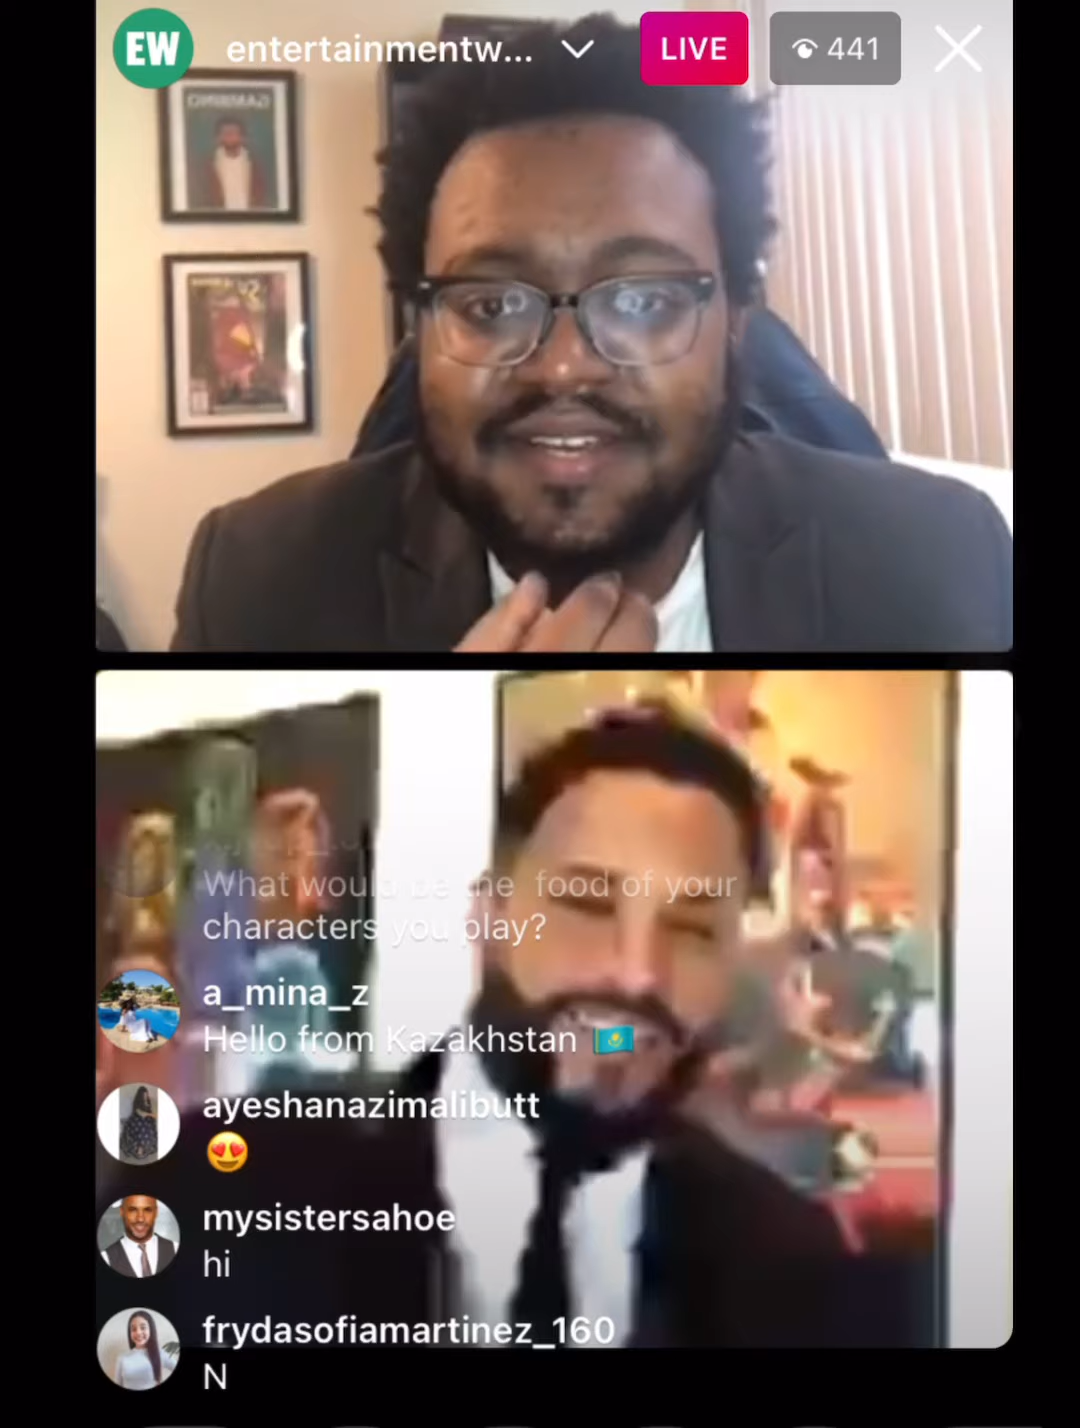 EW
entertainmentw...
LIVE
441
What would be the food of your
characters you play?
a_mina_z
Hello from Kazakhstan 🇰🇿
ayeshanazimalibutt
😍
mysistersahoe
hi
frydasofiamartinez_160
N